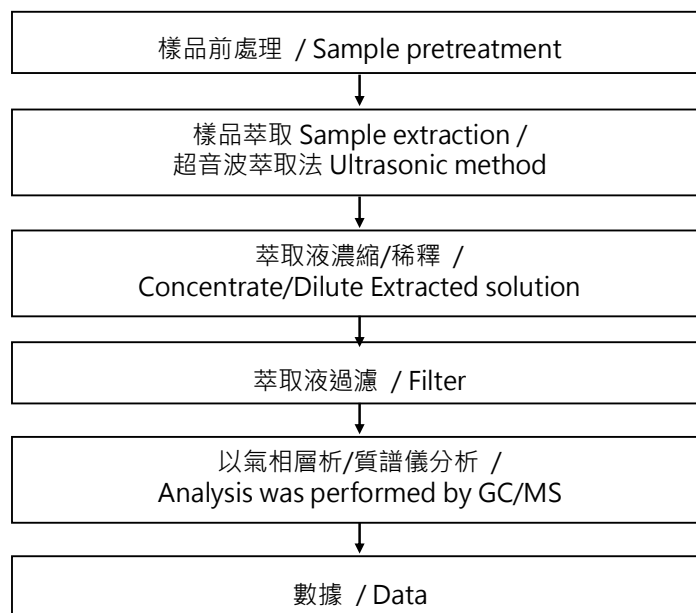 樣品前處理 / Sample pretreatment
樣品萃取 Sample extraction /
超音波萃取法 Ultrasonic method
萃取液濃縮/稀釋 /
Concentrate/Dilute Extracted solution
萃取液過濾 / Filter
以氣相層析/質譜儀分析 /
Analysis was performed by GC/MS
數據 / Data